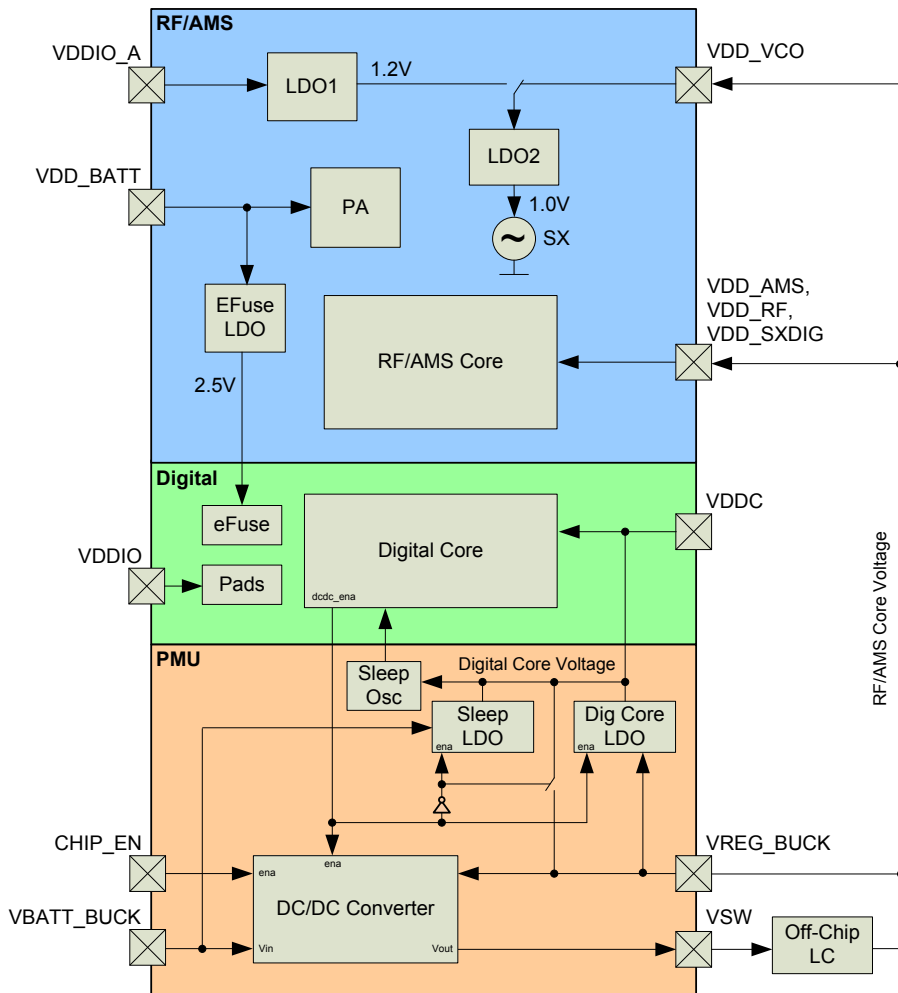 RF/AMS
VDDIO_A
LDO1
1.2V
VDD_VCO
LDO2
VDD_BATT
PA
1.0V
~
SX
EFuse
LDO
VDD_AMS,
VDD_RF,
VDD_SXDIG
RF/AMS Core
2.5V
Digital
eFuse
Digital Core
VDDC
VDDIO
Pads
dcdc_ena
RF/AMS Core Voltage
PMU
Sleep
Osc
Digital Core Voltage
Sleep
LDO
ena
Dig Core
LDO
ena
CHIP_EN
ena
ena
DC/DC Converter
VREG_BUCK
VBATT_BUCK
Vin
Vout
VSW
Off-Chip
LC